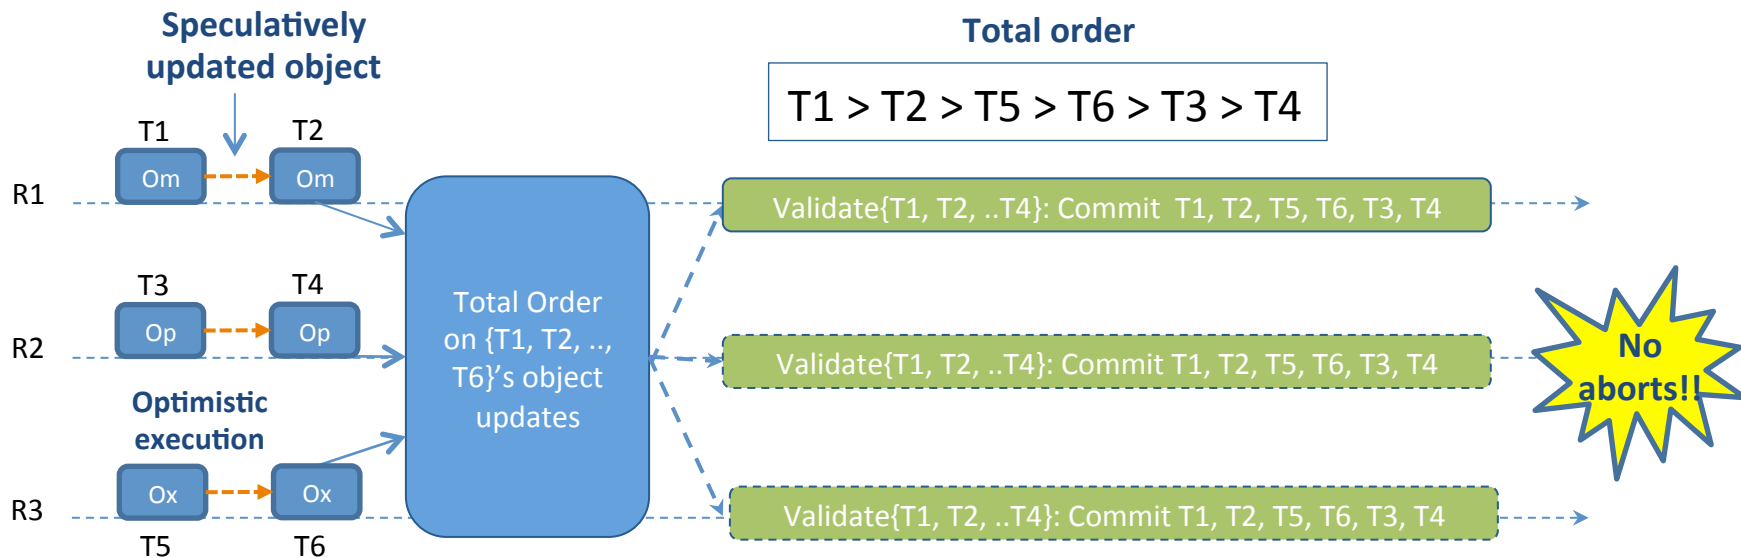 Speculatively
updated object
Total order
T1 > T2 > T5 > T6 > T3 > T4
T1
T2
Om
Om
R1
Validate{T1, T2, ..T4}: Commit  T1, T2, T5, T6, T3, T4
T3
T4
Op
Op
R2
Total Order
on {T1, T2, ..,
T6}’s object
updates
Validate{T1, T2, ..T4}: Commit T1, T2, T5, T6, T3, T4
No
aborts!!
Optimistic
execution
Ox
Ox
R3
T5
T6
Validate{T1, T2, ..T4}: Commit T1, T2, T5, T6, T3, T4